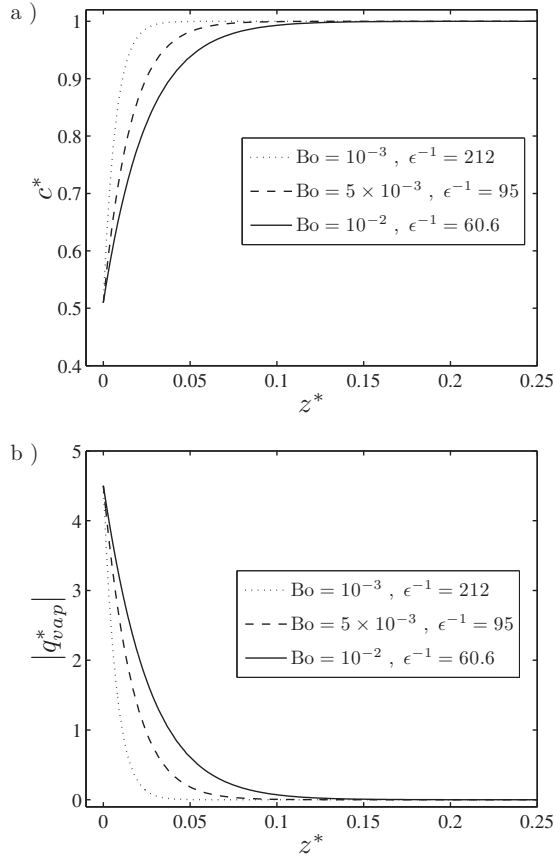 a )
1
0.9
0.8
0.7
0.6
0.5
0.4
c*
Bo = 10⁻³ , ϵ⁻¹ = 212
Bo = 5 × 10⁻³ , ϵ⁻¹ = 95
Bo = 10⁻² , ϵ⁻¹ = 60.6
0 0.05 0.1 0.15 0.2 0.25
z*
b )
5
4
3
2
1
0
|q*vap|
Bo = 10⁻³ , ϵ⁻¹ = 212
Bo = 5 × 10⁻³ , ϵ⁻¹ = 95
Bo = 10⁻² , ϵ⁻¹ = 60.6
0 0.05 0.1 0.15 0.2 0.25
z*